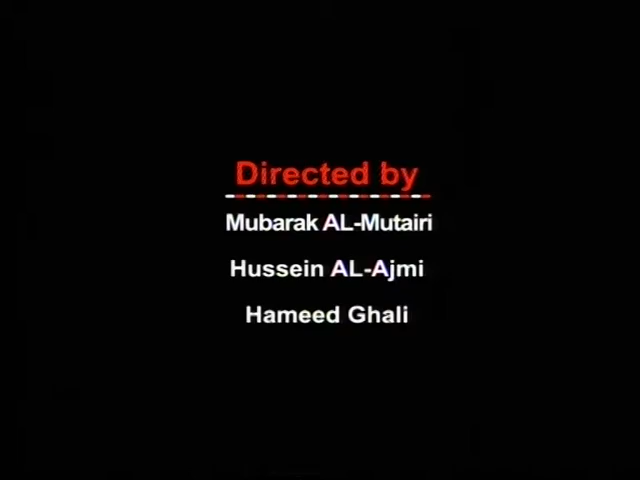 Directed by
Mubarak AL-Mutairi
Hussein AL-Ajmi
Hameed Ghali